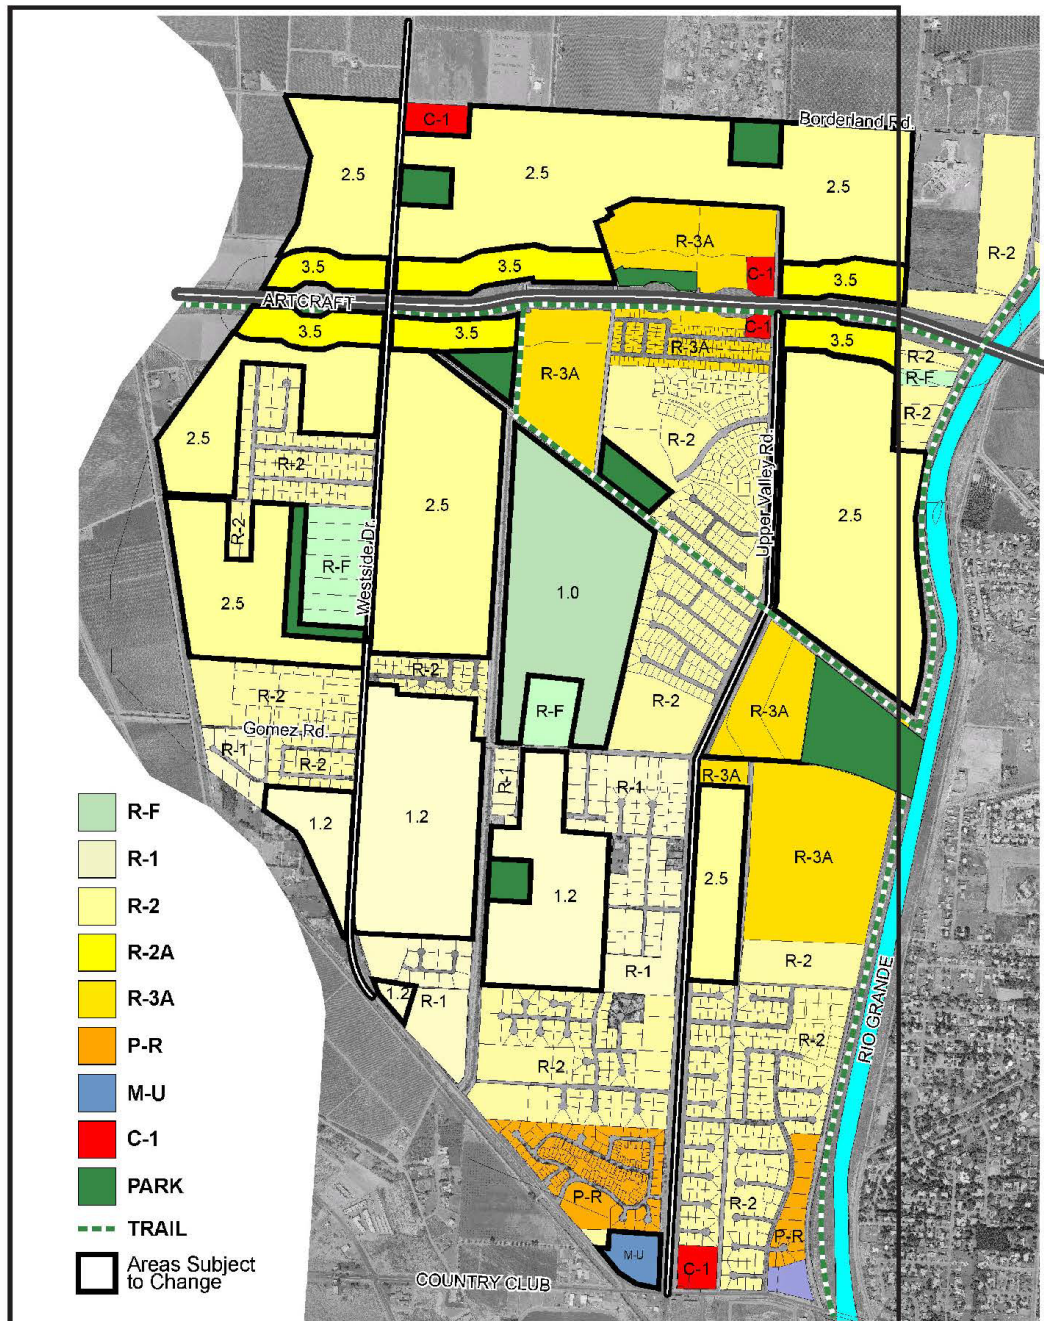 C-1
Borderland Rd.
2.5
2.5
2.5
R-3A
R-2
3.5
3.5
C-1
3.5
ARTCRAFT
3.5
3.5
C-1
3.5
R-3A
R-2
R-F
R-2
R-3A
2.5
R-2
R-2
Upper Valley Rd.
2.5
2.5
R-2
R-F
Westside Dr.
2.5
1.0
R-2
R-2
R-2
R-F
R-3A
Gomez Rd.
R-1
R-2
R-1
R-1
R-3A
1.2
1.2
R-3A
2.5
1.2
R-2
R-1
1.2
R-1
RIO GRANDE
R-2
R-2
P-R
R-2
P-R
M-U
C-1
COUNTRY CLUB
R-F
R-1
R-2
R-2A
R-3A
P-R
M-U
C-1
PARK
TRAIL
Areas Subject
to Change